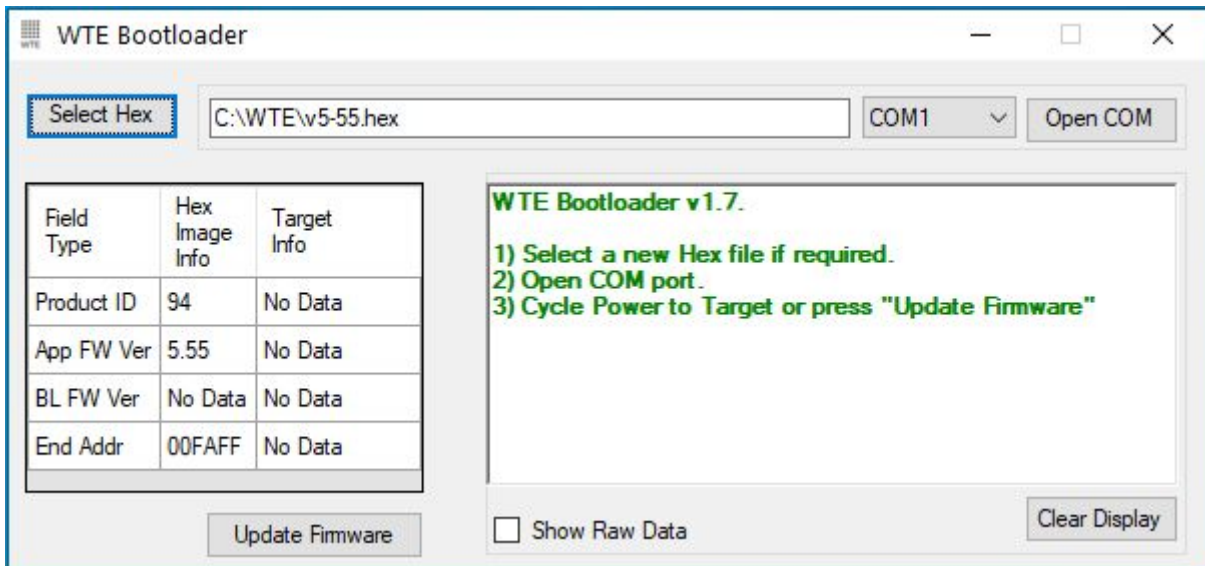 WTE Bootloader
WTE
Select Hex
C:\WTE\v5-55.hex
COM1
Open COM
Field
Type
Hex
Image
Info
Target
Info
Product ID
94
No Data
App FW Ver
5.55
No Data
BL FW Ver
No Data
No Data
End Addr
00FAFF
No Data
Update Firmware
WTE Bootloader v1.7.
1) Select a new Hex file if required.
2) Open COM port.
3) Cycle Power to Target or press "Update Firmware"
Show Raw Data
Clear Display